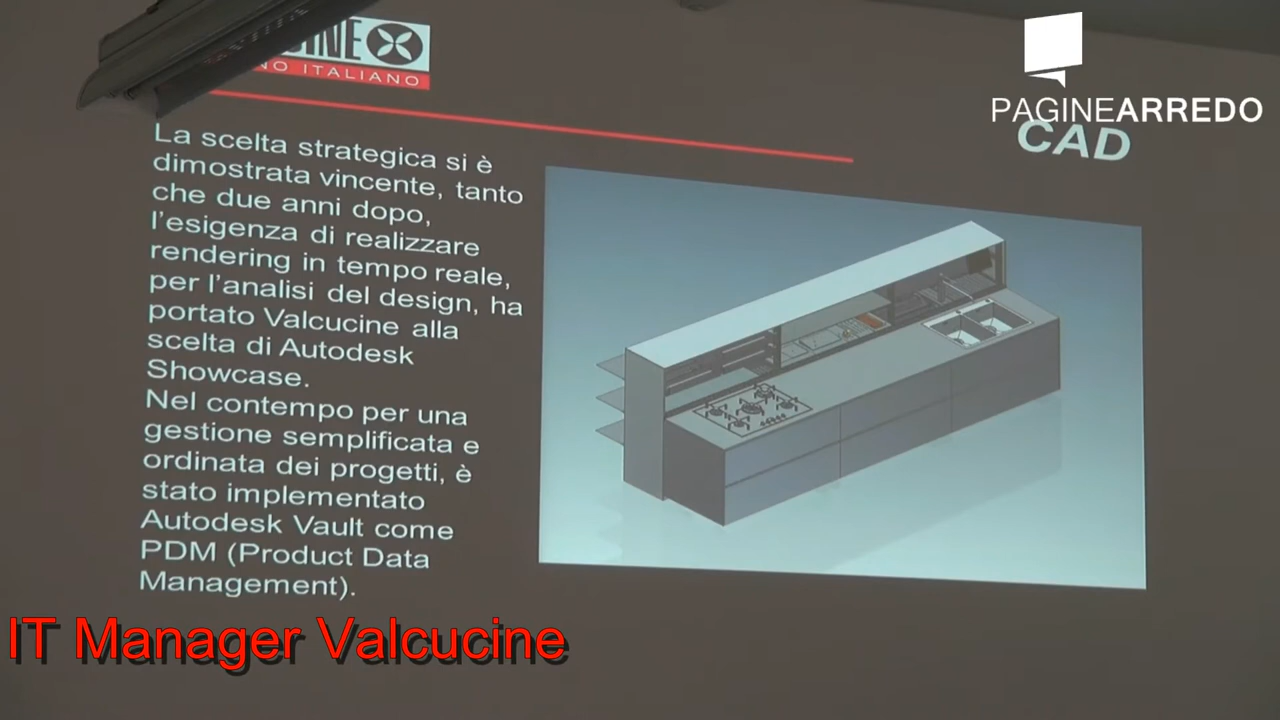 NO ITALIANO
PAGINEARREDO
CAD
La scelta strategica si è
dimostrata vincente, tanto
che due anni dopo,
l'esigenza di realizzare
rendering in tempo reale,
per l'analisi del design, ha
portato Valcucine alla
scelta di Autodesk
Showcase.
Nel contempo per una
gestione semplificata e
ordinata dei progetti, è
stato implementato
Autodesk Vault come
PDM (Product Data
Management).
IT Manager Valcucine